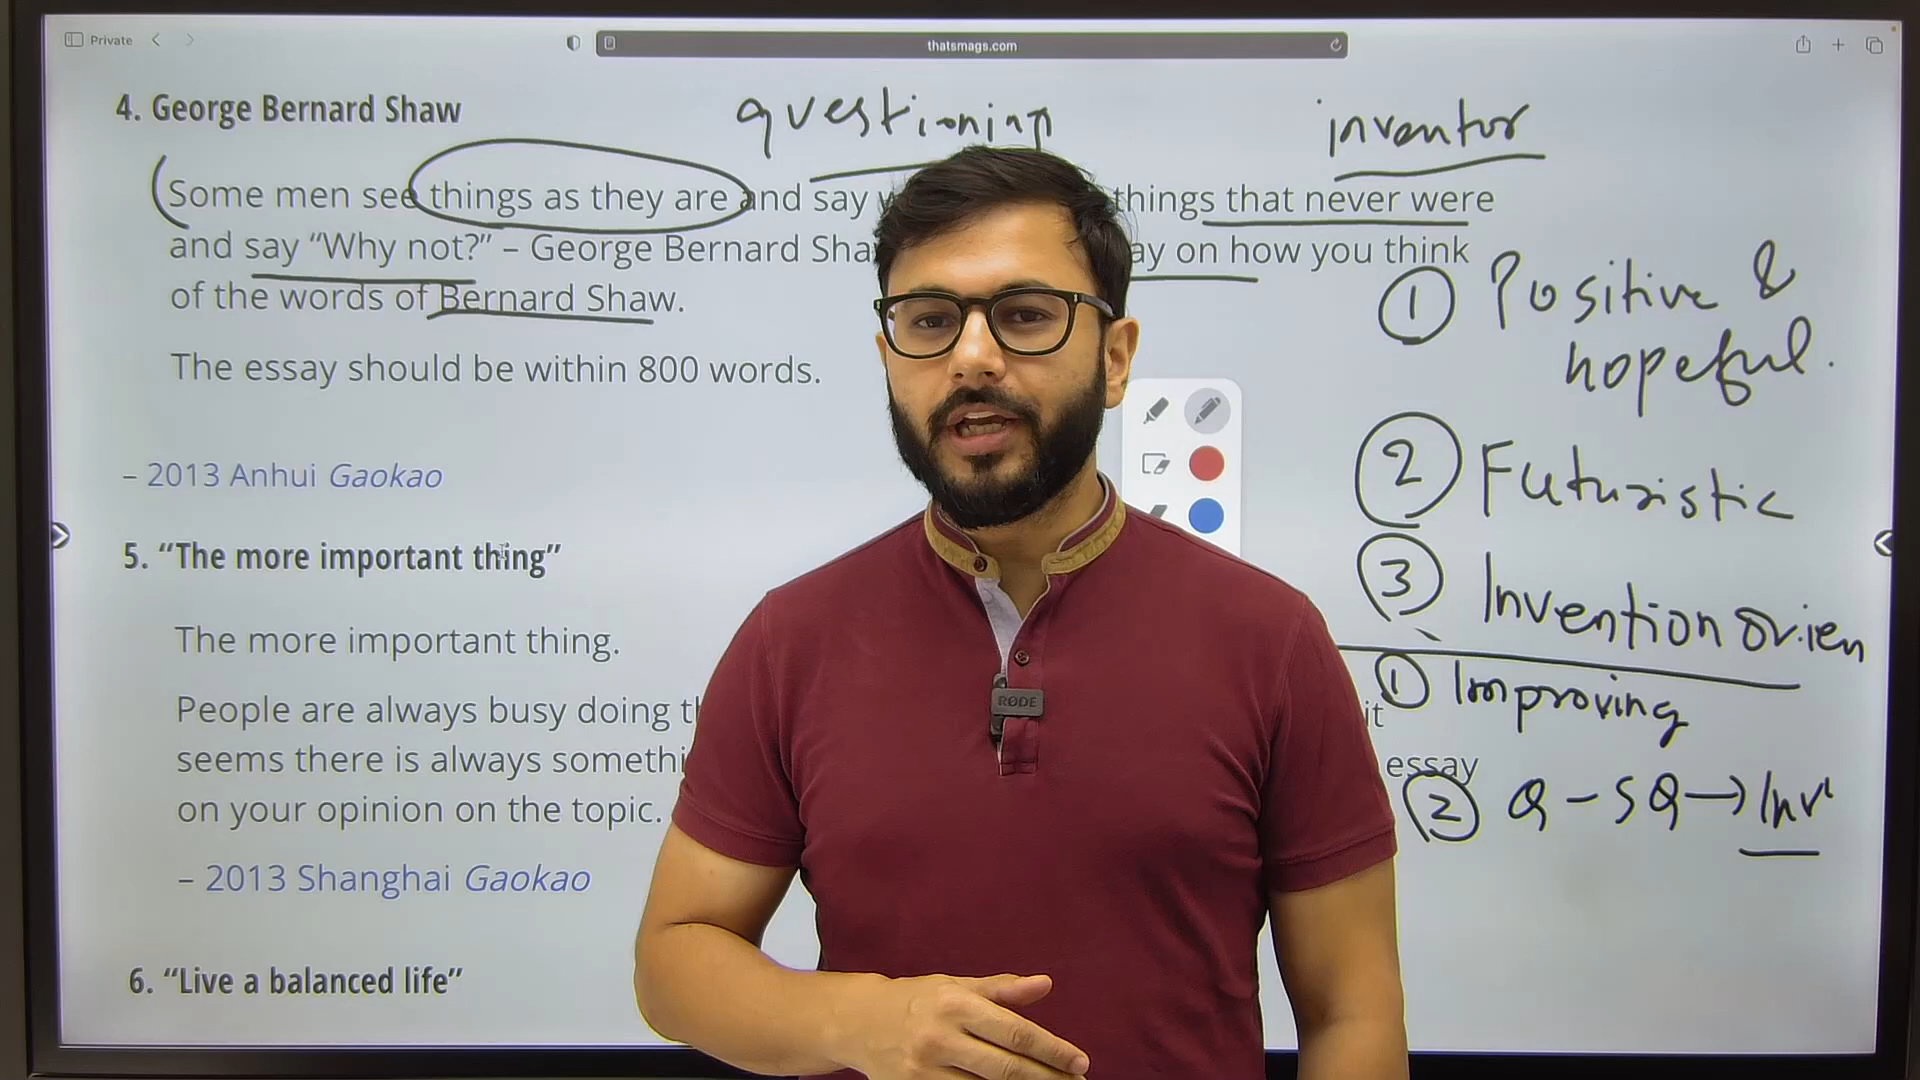 Private
thatsmags.com
4. George Bernard Shaw
questioning
inventor
Some men see things as they are and say things that never were
and say “Why not?” – George Bernard Sha ay on how you think
of the words of Bernard Shaw.
The essay should be within 800 words.
① Positive &
hopeful.
② Futuristic
③ Invention orien
– 2013 Anhui Gaokao
5. “The more important thing”
The more important thing.
① Improving
People are always busy doing it
seems there is always somethi essay
on your opinion on the topic.
② Q – SQ → Inv
– 2013 Shanghai Gaokao
6. “Live a balanced life”
RØDE